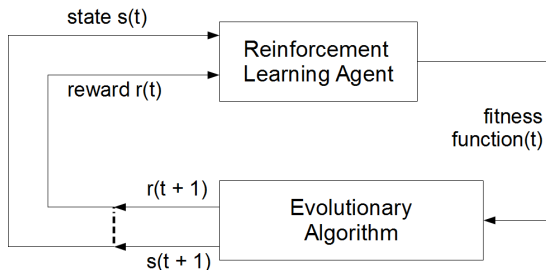 state s(t)
Reinforcement
Learning Agent
reward r(t)
fitness
function(t)
r(t + 1)
Evolutionary
Algorithm
s(t + 1)